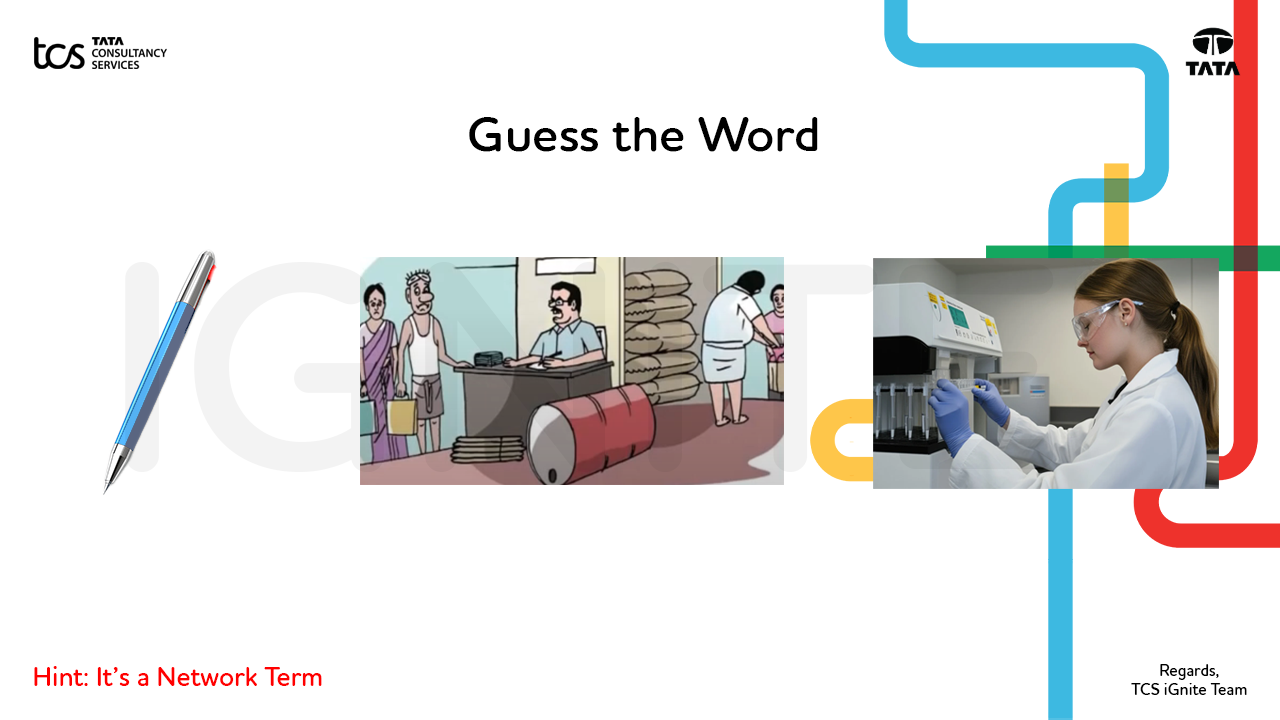 tcs TATA
CONSULTANCY
SERVICES
TATA
Guess the Word
IGNITE
Hint: It's a Network Term
Regards,
TCS iGnite Team